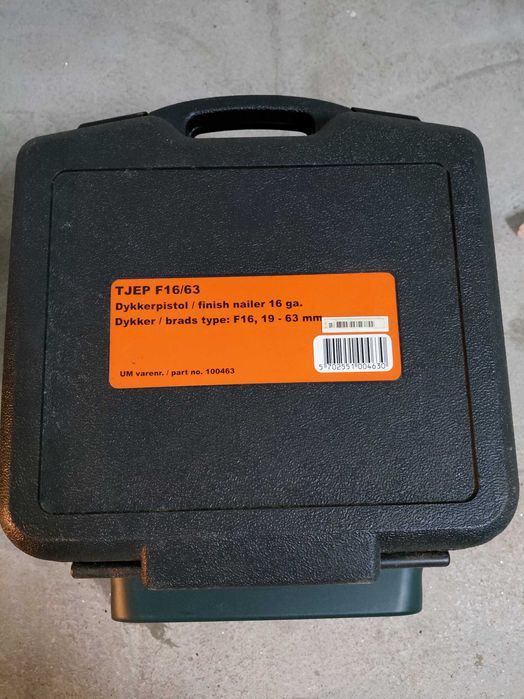 TJEP F16/63
Dykkerpistol / finish nailer 16 ga.
Dykker / brads type: F16, 19 - 63 mm
UM varenr. / part no. 100463
5 702551 004630